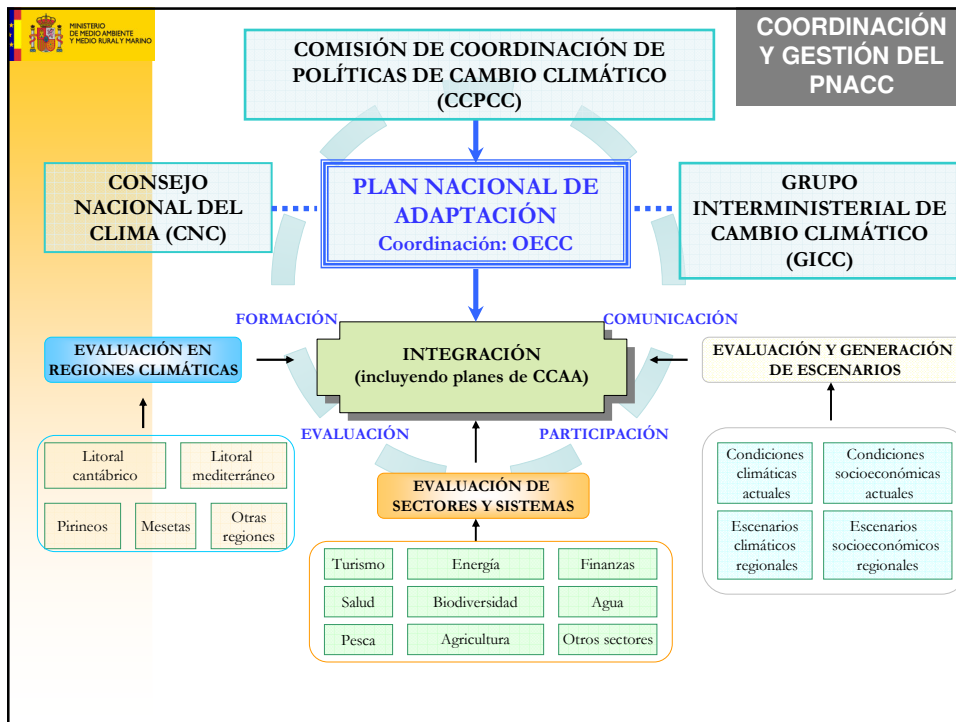 MINISTERIO
DE MEDIO AMBIENTE
Y MEDIO RURAL Y MARINO
COORDINACIÓN
Y GESTIÓN DEL
PNACC
COMISIÓN DE COORDINACIÓN DE
POLÍTICAS DE CAMBIO CLIMÁTICO
(CCPCC)
CONSEJO
NACIONAL DEL
CLIMA (CNC)
PLAN NACIONAL DE
ADAPTACIÓN
Coordinación: OECC
GRUPO
INTERMINISTERIAL DE
CAMBIO CLIMÁTICO
(GICC)
FORMACIÓN
COMUNICACIÓN
INTEGRACIÓN
(incluyendo planes de CCAA)
EVALUACIÓN
PARTICIPACIÓN
EVALUACIÓN EN
REGIONES CLIMÁTICAS
Litoral
cantábrico
Litoral
mediterráneo
Pirineos
Mesetas
Otras
regiones
EVALUACIÓN DE
SECTORES Y SISTEMAS
Turismo
Energía
Finanzas
Salud
Biodiversidad
Agua
Pesca
Agricultura
Otros sectores
EVALUACIÓN Y GENERACIÓN
DE ESCENARIOS
Condiciones
climáticas
actuales
Condiciones
socioeconómicas
actuales
Escenarios
climáticos
regionales
Escenarios
socioeconómicos
regionales